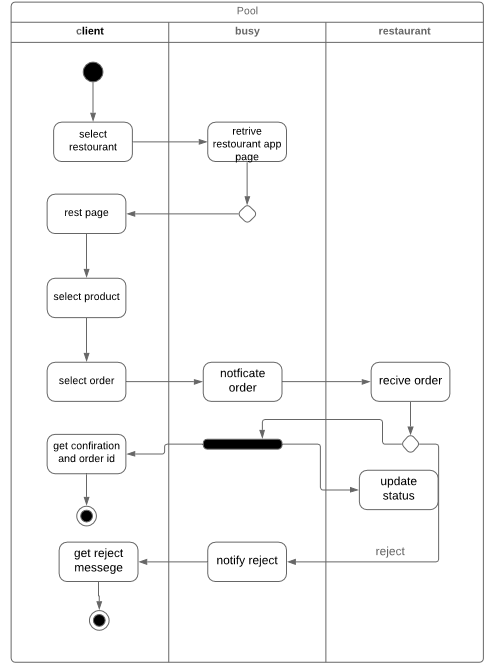 Pool
client
busy
restaurant
select
restourant
retrive
restourant app
page
rest page
select product
select order
notficate
order
recive order
get confiration
and order id
update
status
get reject
messege
notify reject
reject